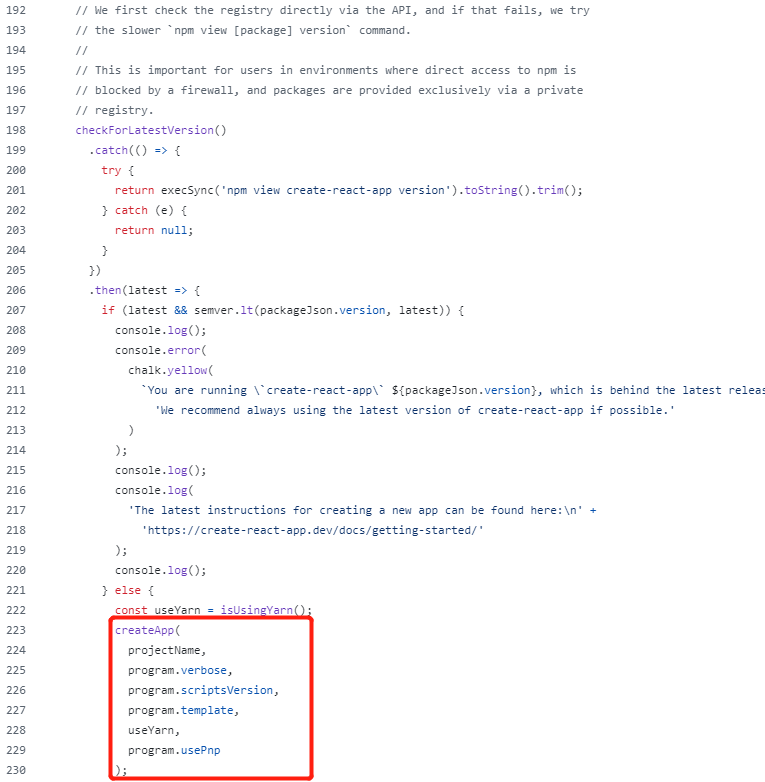 192 // We first check the registry directly via the API, and if that fails, we try
193 // the slower `npm view [package] version` command.
194 //
195 // This is important for users in environments where direct access to npm is
196 // blocked by a firewall, and packages are provided exclusively via a private
197 // registry.
198 checkForLatestVersion()
199 .catch(() => {
200 try {
201 return execSync('npm view create-react-app version').toString().trim();
202 } catch (e) {
203 return null;
204 }
205 })
206 .then(latest => {
207 if (latest && semver.lt(packageJson.version, latest)) {
208 console.log();
209 console.error(
210 chalk.yellow(
211 `You are running \`create-react-app\` ${packageJson.version}, which is behind the latest
212 'We recommend always using the latest version of create-react-app if possible.'
213 )
214 );
215 console.log();
216 console.log(
217 'The latest instructions for creating a new app can be found here:\n' +
218 'https://create-react-app.dev/docs/getting-started/'
219 );
220 console.log();
221 } else {
222 const useYarn = isUsingYarn();
223 createApp(
224 projectName,
225 program.verbose,
226 program.scriptsVersion,
227 program.template,
228 useYarn,
229 program.usePnp
230 );